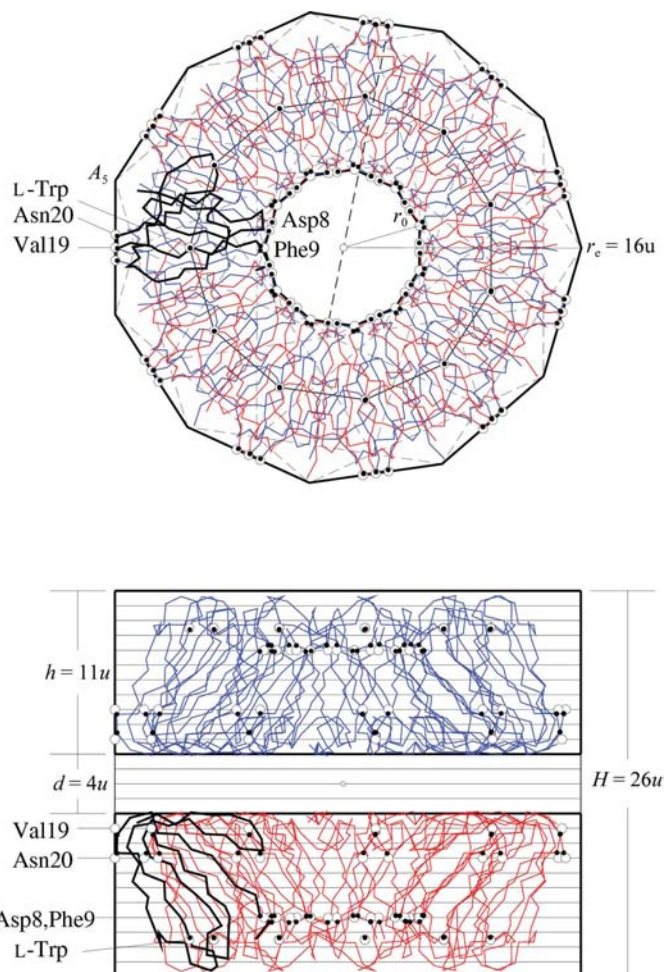 A₅
L-Trp
Asn20
Val19
Asp8
Phe9
r₀
rₑ = 16u
h = 11u
d = 4u
H = 26u
Val19
Asn20
Asp8,Phe9
L-Trp